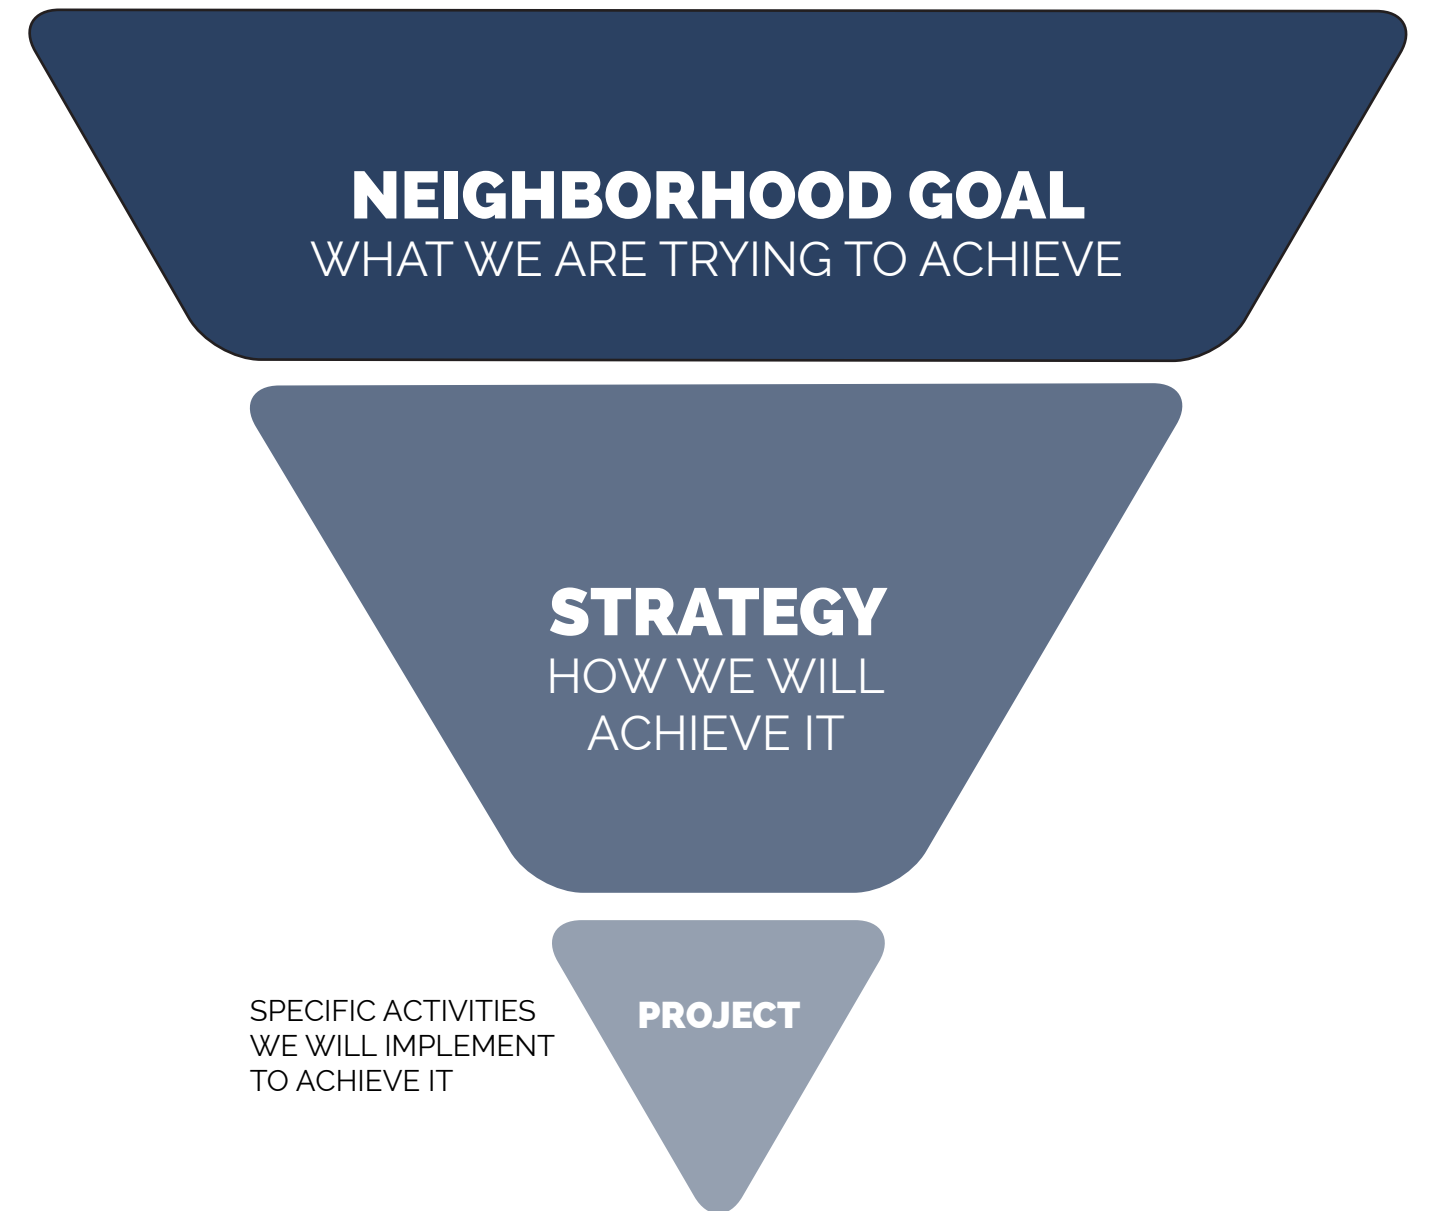 NEIGHBORHOOD GOAL
WHAT WE ARE TRYING TO ACHIEVE
STRATEGY
HOW WE WILL
ACHIEVE IT
PROJECT
SPECIFIC ACTIVITIES
WE WILL IMPLEMENT
TO ACHIEVE IT